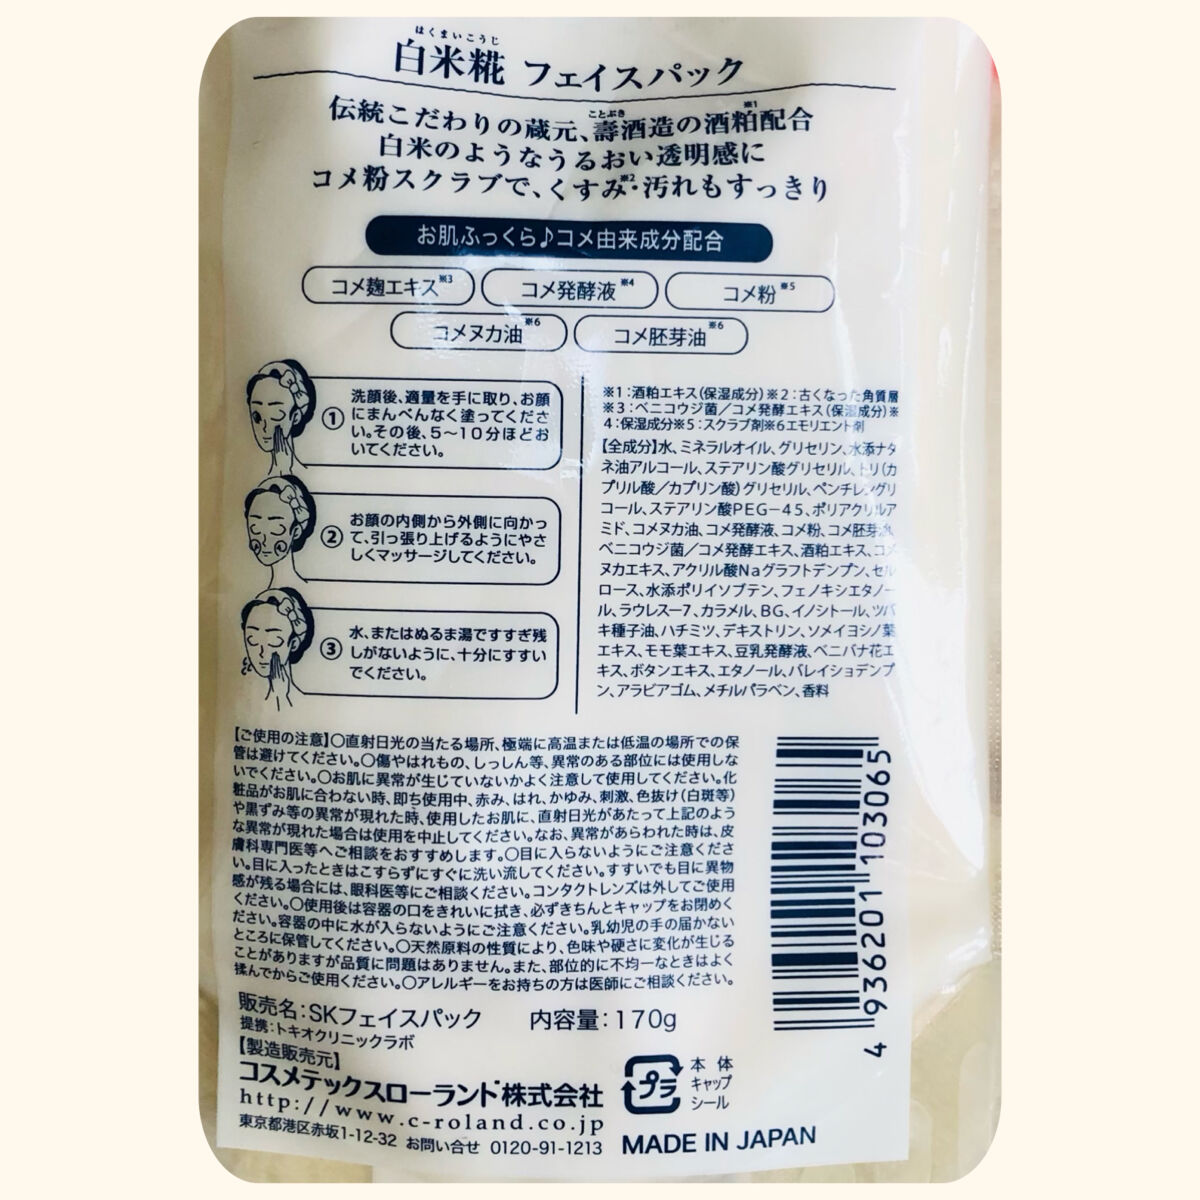 はくまいこうじ
白米糀 フェイスパック
伝統こだわりの蔵元、壽酒造の酒粕※1配合
ことぶき
白米のようなうるおい透明感に
コメ粉スクラブで、くすみ※2・汚れもすっきり
お肌ふっくら♪コメ由来成分配合
コメ麹エキス※3 コメ発酵液※4 コメ粉※5
コメヌカ油※6 コメ胚芽油※6
① 洗顔後、適量を手に取り、お顔
にまんべんなく塗ってくださ
い。その後、5〜10分ほどお
いてください。
② お顔の内側から外側に向かっ
て、引っ張り上げるようにやさ
しくマッサージしてください。
③ 水、またはぬるま湯ですすぎ残
しがないように、十分にすすい
でください。
※1:酒粕エキス(保湿成分)※2:古くなった角質層
※3:ベニコウジ菌/コメ発酵エキス(保湿成分)※
4:保湿成分※5:スクラブ剤※6エモリエント剤
【全成分】水、ミネラルオイル、グリセリン、水添ナタ
ネ油アルコール、ステアリン酸グリセリル、トリ(カ
プリル酸/カプリン酸)グリセリル、ペンチレングリ
コール、ステアリン酸PEG-45、ポリアクリルア
ミド、コメヌカ油、コメ発酵液、コメ粉、コメ胚芽油、
ベニコウジ菌/コメ発酵エキス、酒粕エキス、コメ
ヌカエキス、アクリル酸Naグラフトデンプン、セル
ロース、水添ポリイソブテン、フェノキシエタノー
ル、ラウレス-7、カラメル、BG、イノシトール、ツバ
キ種子油、ハチミツ、デキストリン、ソメイヨシノ葉
エキス、モモ葉エキス、豆乳発酵液、ベニバナ花エ
キス、ボタンエキス、エタノール、バレイショデンプ
ン、アラビアゴム、メチルパラベン、香料
【ご使用の注意】○直射日光の当たる場所、極端に高温または低温の場所での保
管は避けてください。○傷やはれもの、しっしん等、異常のある部位には使用しな
いでください。○お肌に異常が生じていないかよく注意して使用してください。化
粧品がお肌に合わない時、即ち使用中、赤み、はれ、かゆみ、刺激、色抜け(白斑等)
や黒ずみ等の異常が現れた時、使用したお肌に、直射日光があたって上記のよう
な異常が現れた場合は使用を中止してください。なお、異常があらわれた時は、皮
膚科専門医等へご相談をおすすめします。○目に入らないようにご注意くださ
い。目に入ったときはこすらずにすぐに洗い流してください。すすいでも目に異物
感が残る場合には、眼科医等にご相談ください。コンタクトレンズは外してご使用
ください。○使用後は容器の口をきれいに拭き、必ずきちんとキャップをお閉めく
ださい。容器の中に水が入らないようにご注意ください。乳幼児の手の届かない
ところに保管してください。○天然原料の性質により、色味や硬さに変化が生じる
ことがありますが品質に問題はありません。また、部位的に不均一なときはよく
揉んでからご使用ください。○アレルギーをお持ちの方は医師にご相談ください。
販売名:SKフェイスパック 内容量:170g
提携:トキオクリニックラボ
【製造販売元】
コスメテックスローランド株式会社
http://www.c-roland.co.jp
東京都港区赤坂1-12-32 お問い合せ 0120-91-1213
プラ
本体
キャップ
シール
MADE IN JAPAN
4 936201 103065